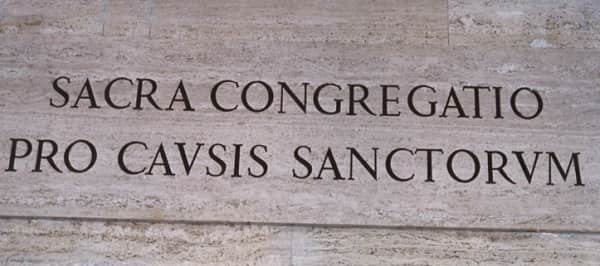 SACRA CONGREGATIO
PRO CAVSIS SANCTORVM